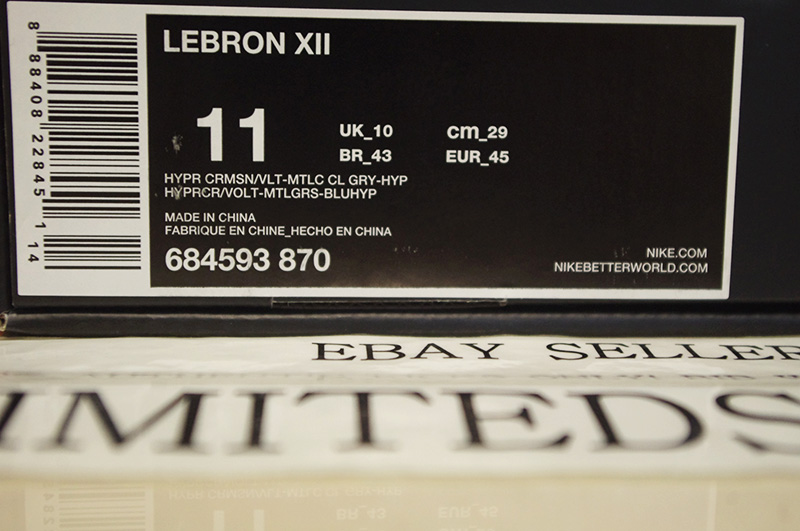 LEBRON XII
11
UK_10 cm_29
BR_43 EUR_45
HYPR CRMSN/VLT-MTLC CL GRY-HYP
HYPRCR/VOLT-MTLGRS-BLUHYP
MADE IN CHINA
FABRIQUE EN CHINE_HECHO EN CHINA
684593 870
NIKE.COM
NIKEBETTERWORLD.COM
8 88408 22845 1 14
EBAY SELLER
IMITEDS